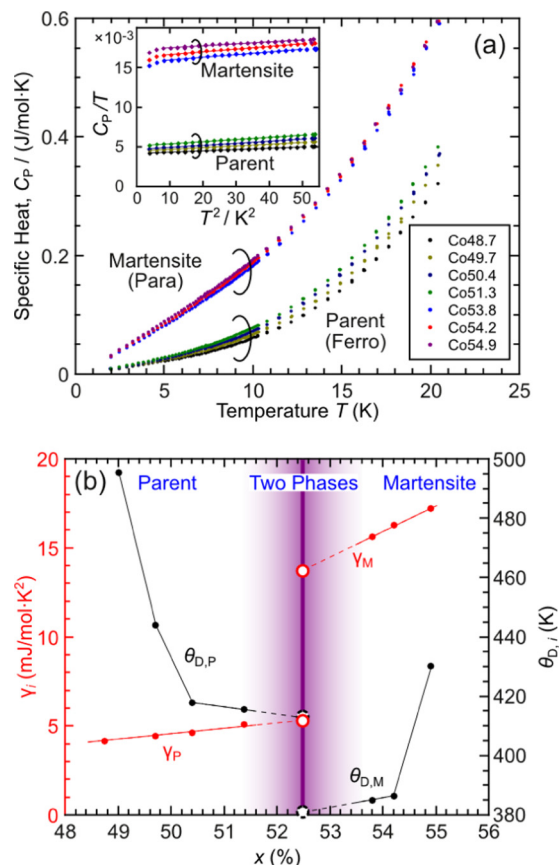 (a)
Specific Heat, C_P / (J/mol·K)
0.6
0.4
0.2
0
0
5
10
15
20
25
Temperature T (K)
Martensite
(Para)
Parent
(Ferro)
Co48.7
Co49.7
Co50.4
Co51.3
Co53.8
Co54.2
Co54.9
×10⁻³
C_P/T
15
10
5
0
0
20
40
T² / K²
Martensite
Parent
(b)
Parent
Two Phases
Martensite
γ_i (mJ/mol·K²)
20
15
10
5
0
θ_D,i (K)
500
480
460
440
420
400
380
γ_M
θ_D,P
γ_P
θ_D,M
48
49
50
51
52
53
54
55
56
x (%)